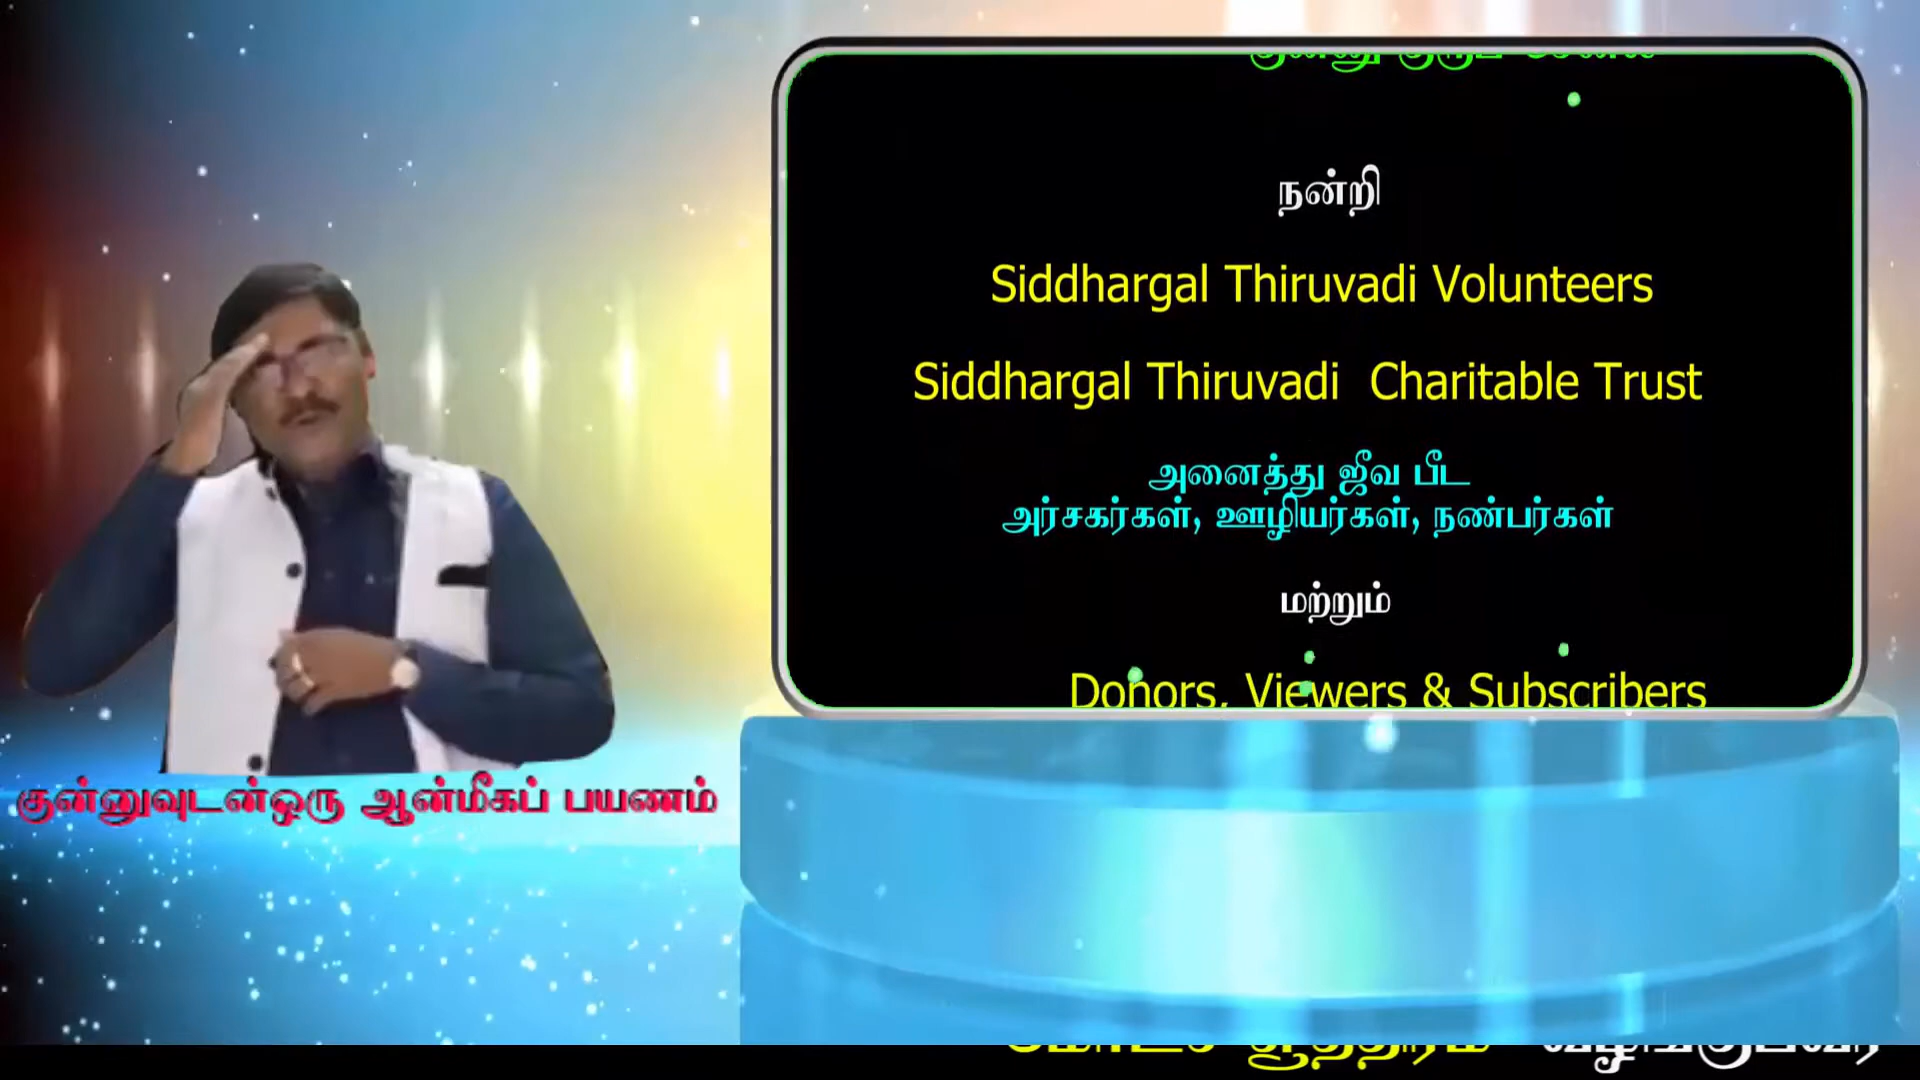 நன்றி
Siddhargal Thiruvadi Volunteers
Siddhargal Thiruvadi Charitable Trust
அனைத்து ஜீவ பீட
அர்சகர்கள், ஊழியர்கள், நண்பர்கள்
மற்றும்
Donors, Viewers & Subscribers
குன்னுவுடன்ஒரு ஆன்மீகப் பயணம்